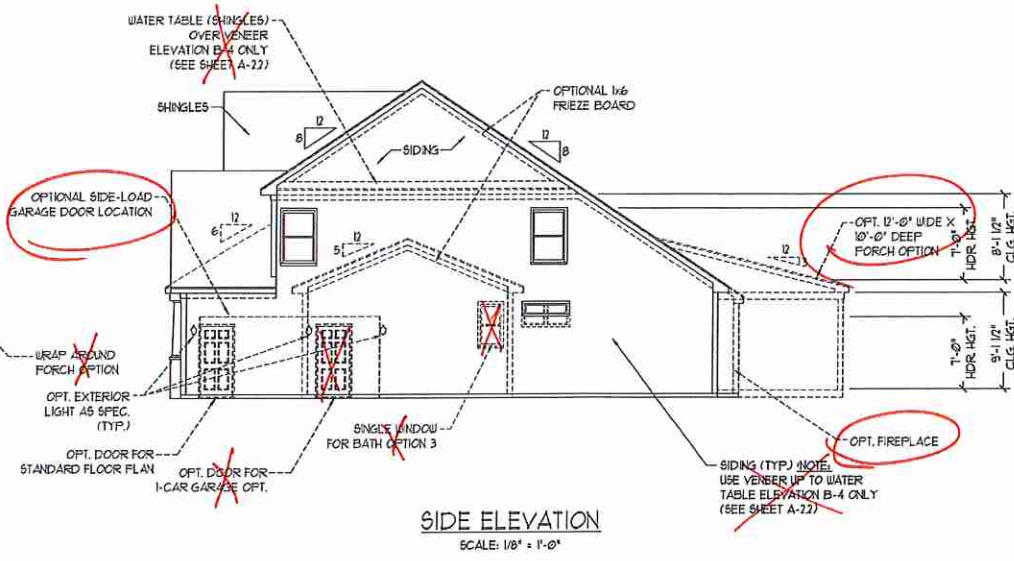 WATER TABLE (SHINGLES)
OVER VENEER
ELEVATION B-4 ONLY
(SEE SHEET A-2.2)
SHINGLES
12
8
SIDING
OPTIONAL 1x6
FRIEZE BOARD
12
8
OPTIONAL SIDE-LOAD
GARAGE DOOR LOCATION
12
6
12
5
OPT. 12'-0" WIDE X
10'-0" DEEP
PORCH OPTION
12
3
7'-0"
HDR. HGT.
8'-1 1/2"
CLG. HGT.
7'-0"
HDR. HGT.
9'-1 1/2"
CLG. HGT.
WRAP AROUND
PORCH OPTION
OPT. EXTERIOR
LIGHT AS SPEC.
(TYP.)
OPT. DOOR FOR
STANDARD FLOOR PLAN
OPT. DOOR FOR
1-CAR GARAGE OPT.
SINGLE WINDOW
FOR BATH OPTION 3
OPT. FIREPLACE
SIDING (TYP.) NOTE:
USE VENEER UP TO WATER
TABLE ELEVATION B-4 ONLY
(SEE SHEET A-2.2)
SIDE ELEVATION
SCALE: 1/8" = 1'-0"